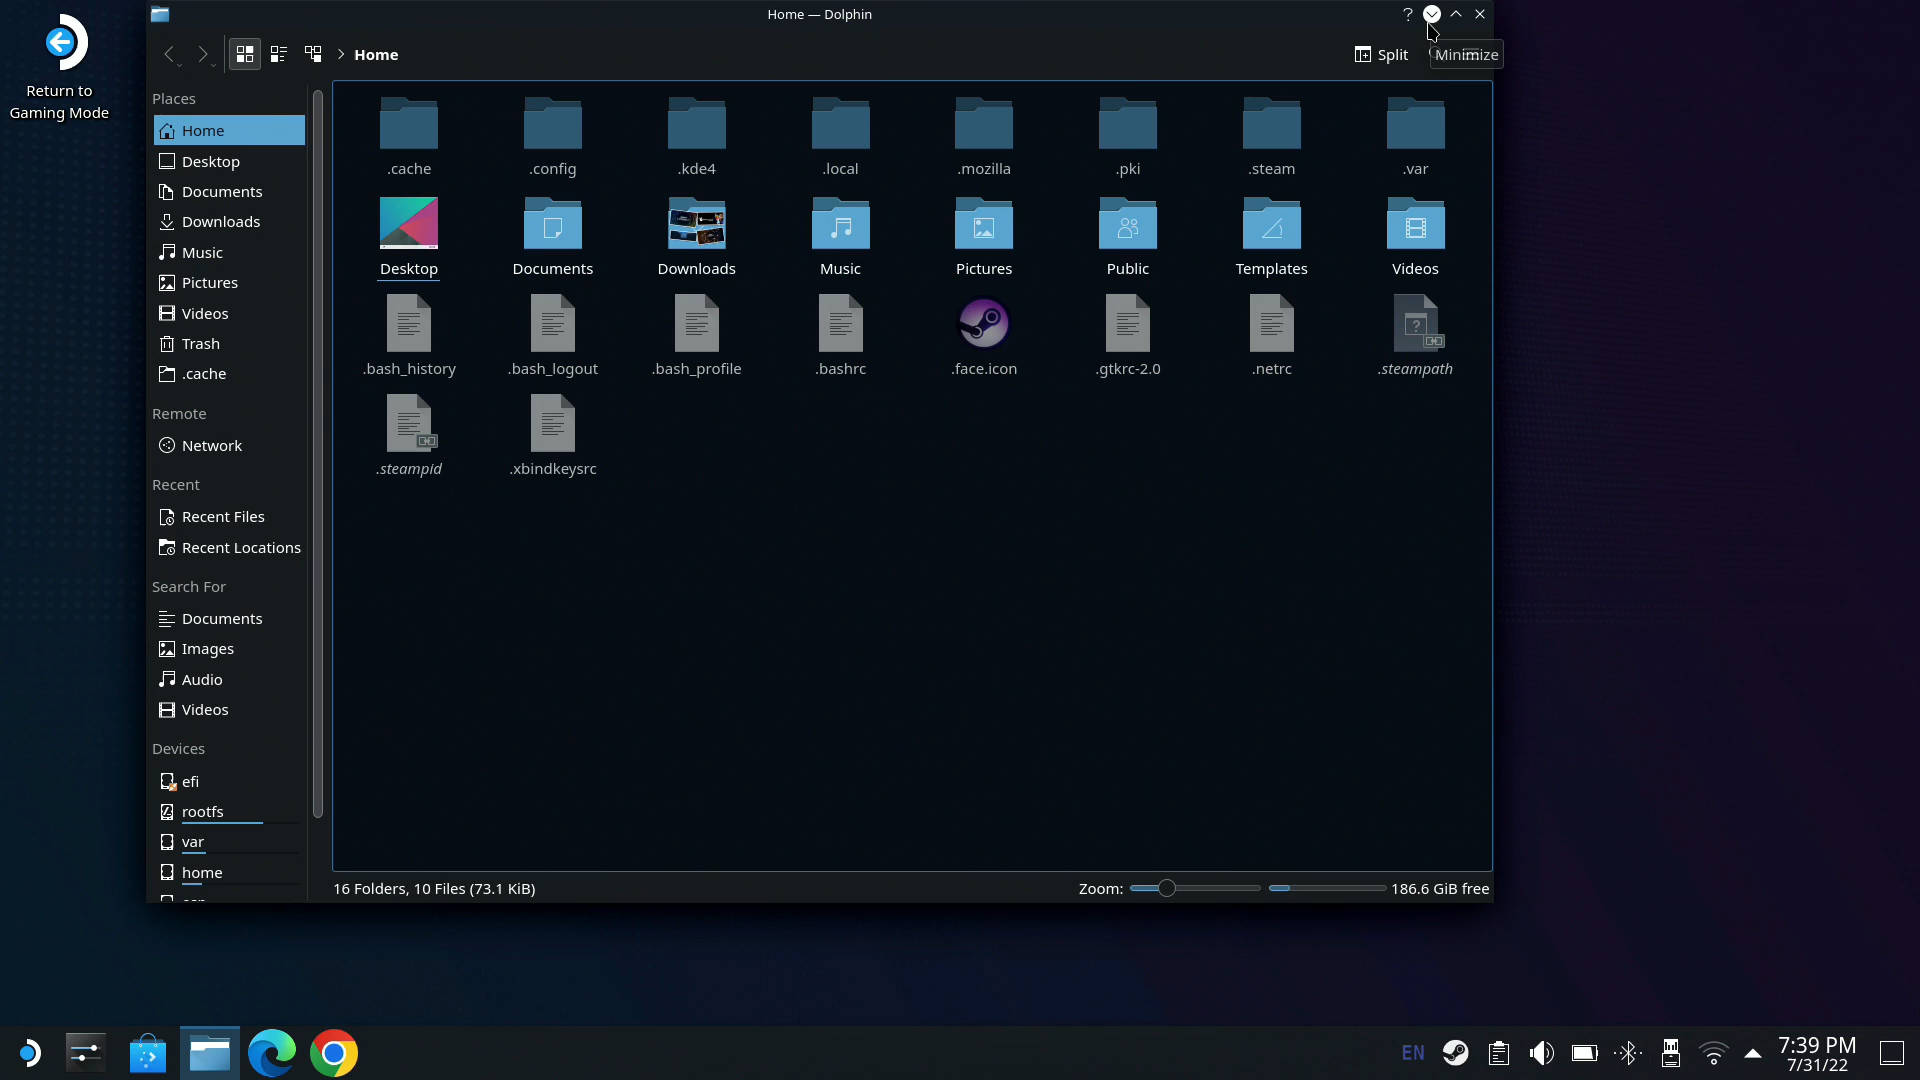 Home — Dolphin
?
Return to
Gaming Mode
Home
Split
Minimize
Places
Home
Desktop
Documents
Downloads
Music
Pictures
Videos
Trash
.cache
Remote
Network
Recent
Recent Files
Recent Locations
Search For
Documents
Images
Audio
Videos
Devices
efi
rootfs
var
home
.cache
.config
.kde4
.local
.mozilla
.pki
.steam
.var
Desktop
Documents
Downloads
Music
Pictures
Public
Templates
Videos
.bash_history
.bash_logout
.bash_profile
.bashrc
.face.icon
.gtkrc-2.0
.netrc
.steampath
.steampid
.xbindkeysrc
16 Folders, 10 Files (73.1 KiB)
Zoom:
186.6 GiB free
EN
7:39 PM
7/31/22